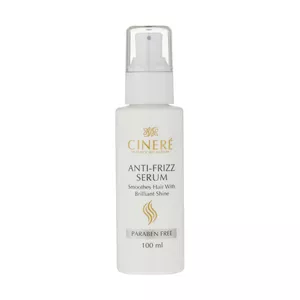 CINERÉ
ANTI-FRIZZ
SERUM
Smoothes Hair With
Brilliant Shine
PARABEN FREE
100 ml